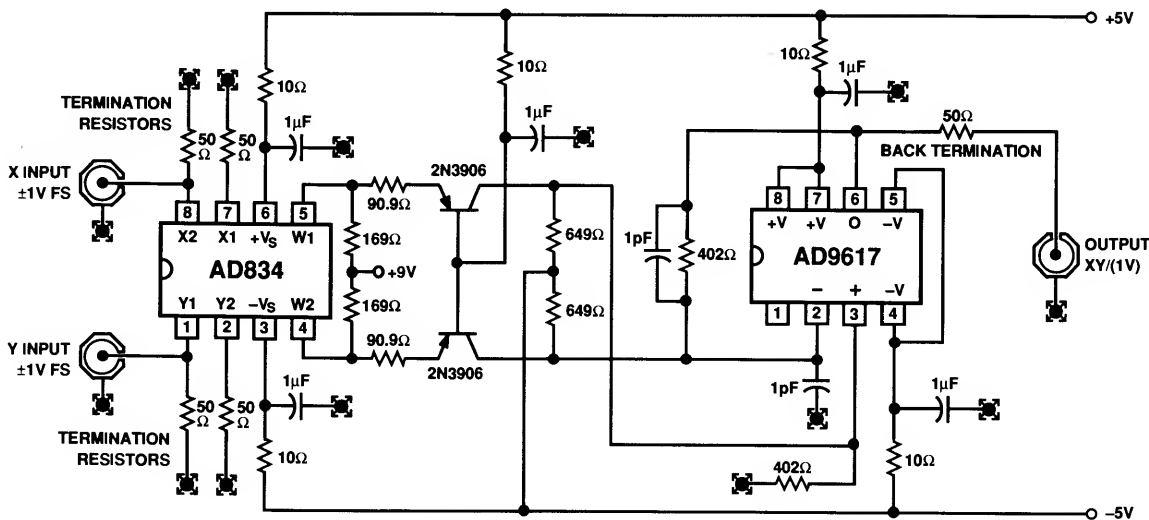 +5V
10Ω
10Ω
10Ω
1µF
1µF
1µF
TERMINATION
RESISTORS
50
Ω
50
Ω
50Ω
BACK TERMINATION
X INPUT
±1V FS
2N3906
90.9Ω
8 7 6 5
X2 X1 +VS W1
AD834
Y1 Y2 −VS W2
1 2 3 4
169Ω
+9V
169Ω
90.9Ω
2N3906
649Ω
649Ω
1pF
402Ω
8 7 6 5
+V +V O −V
AD9617
− + −V
1 2 3 4
OUTPUT
XY/(1V)
Y INPUT
±1V FS
1µF
1pF
1µF
50
Ω
50
Ω
TERMINATION
RESISTORS
10Ω
402Ω
10Ω
−5V